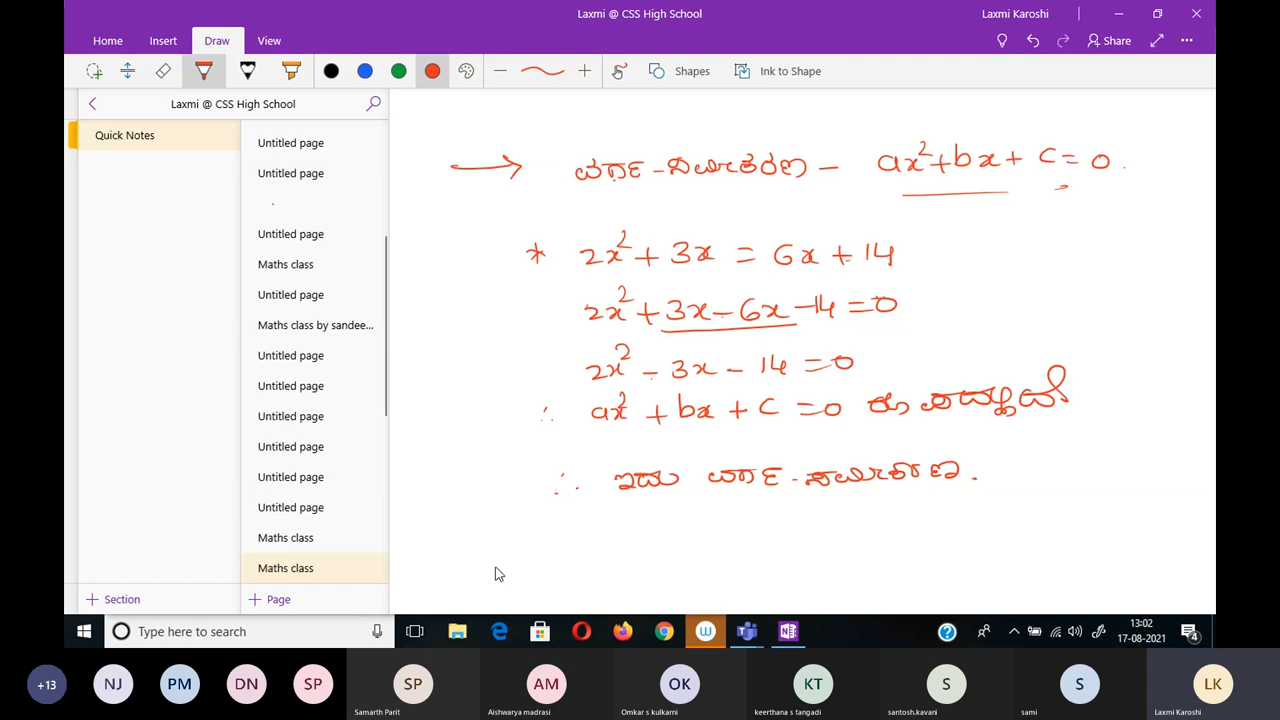 Laxmi @ CSS High School
Laxmi Karoshi
Home Insert Draw View
Share
Shapes
Ink to Shape
Laxmi @ CSS High School
Quick Notes
Untitled page
Untitled page
.
Untitled page
Maths class
Untitled page
Maths class by sandee...
Untitled page
Untitled page
Untitled page
Untitled page
Untitled page
Untitled page
Maths class
Maths class
+ Section
+ Page
→ ವರ್ಗ-ಸಮೀಕರಣ – ax²+bx+c=0.
* 2x²+3x = 6x+14
2x²+3x-6x-14=0
2x²-3x-14=0
∴ ax²+bx+c=0
∴ ಇದು ವರ್ಗ-ಸಮೀಕರಣ.
Type here to search
13:02
17-08-2021
4
+13 NJ PM DN SP SP AM OK KT S S LK
Samarth Parit Aishwarya madrasi Omkar s kulkarni keerthana s tangadi santosh.kavani sami Laxmi Karoshi